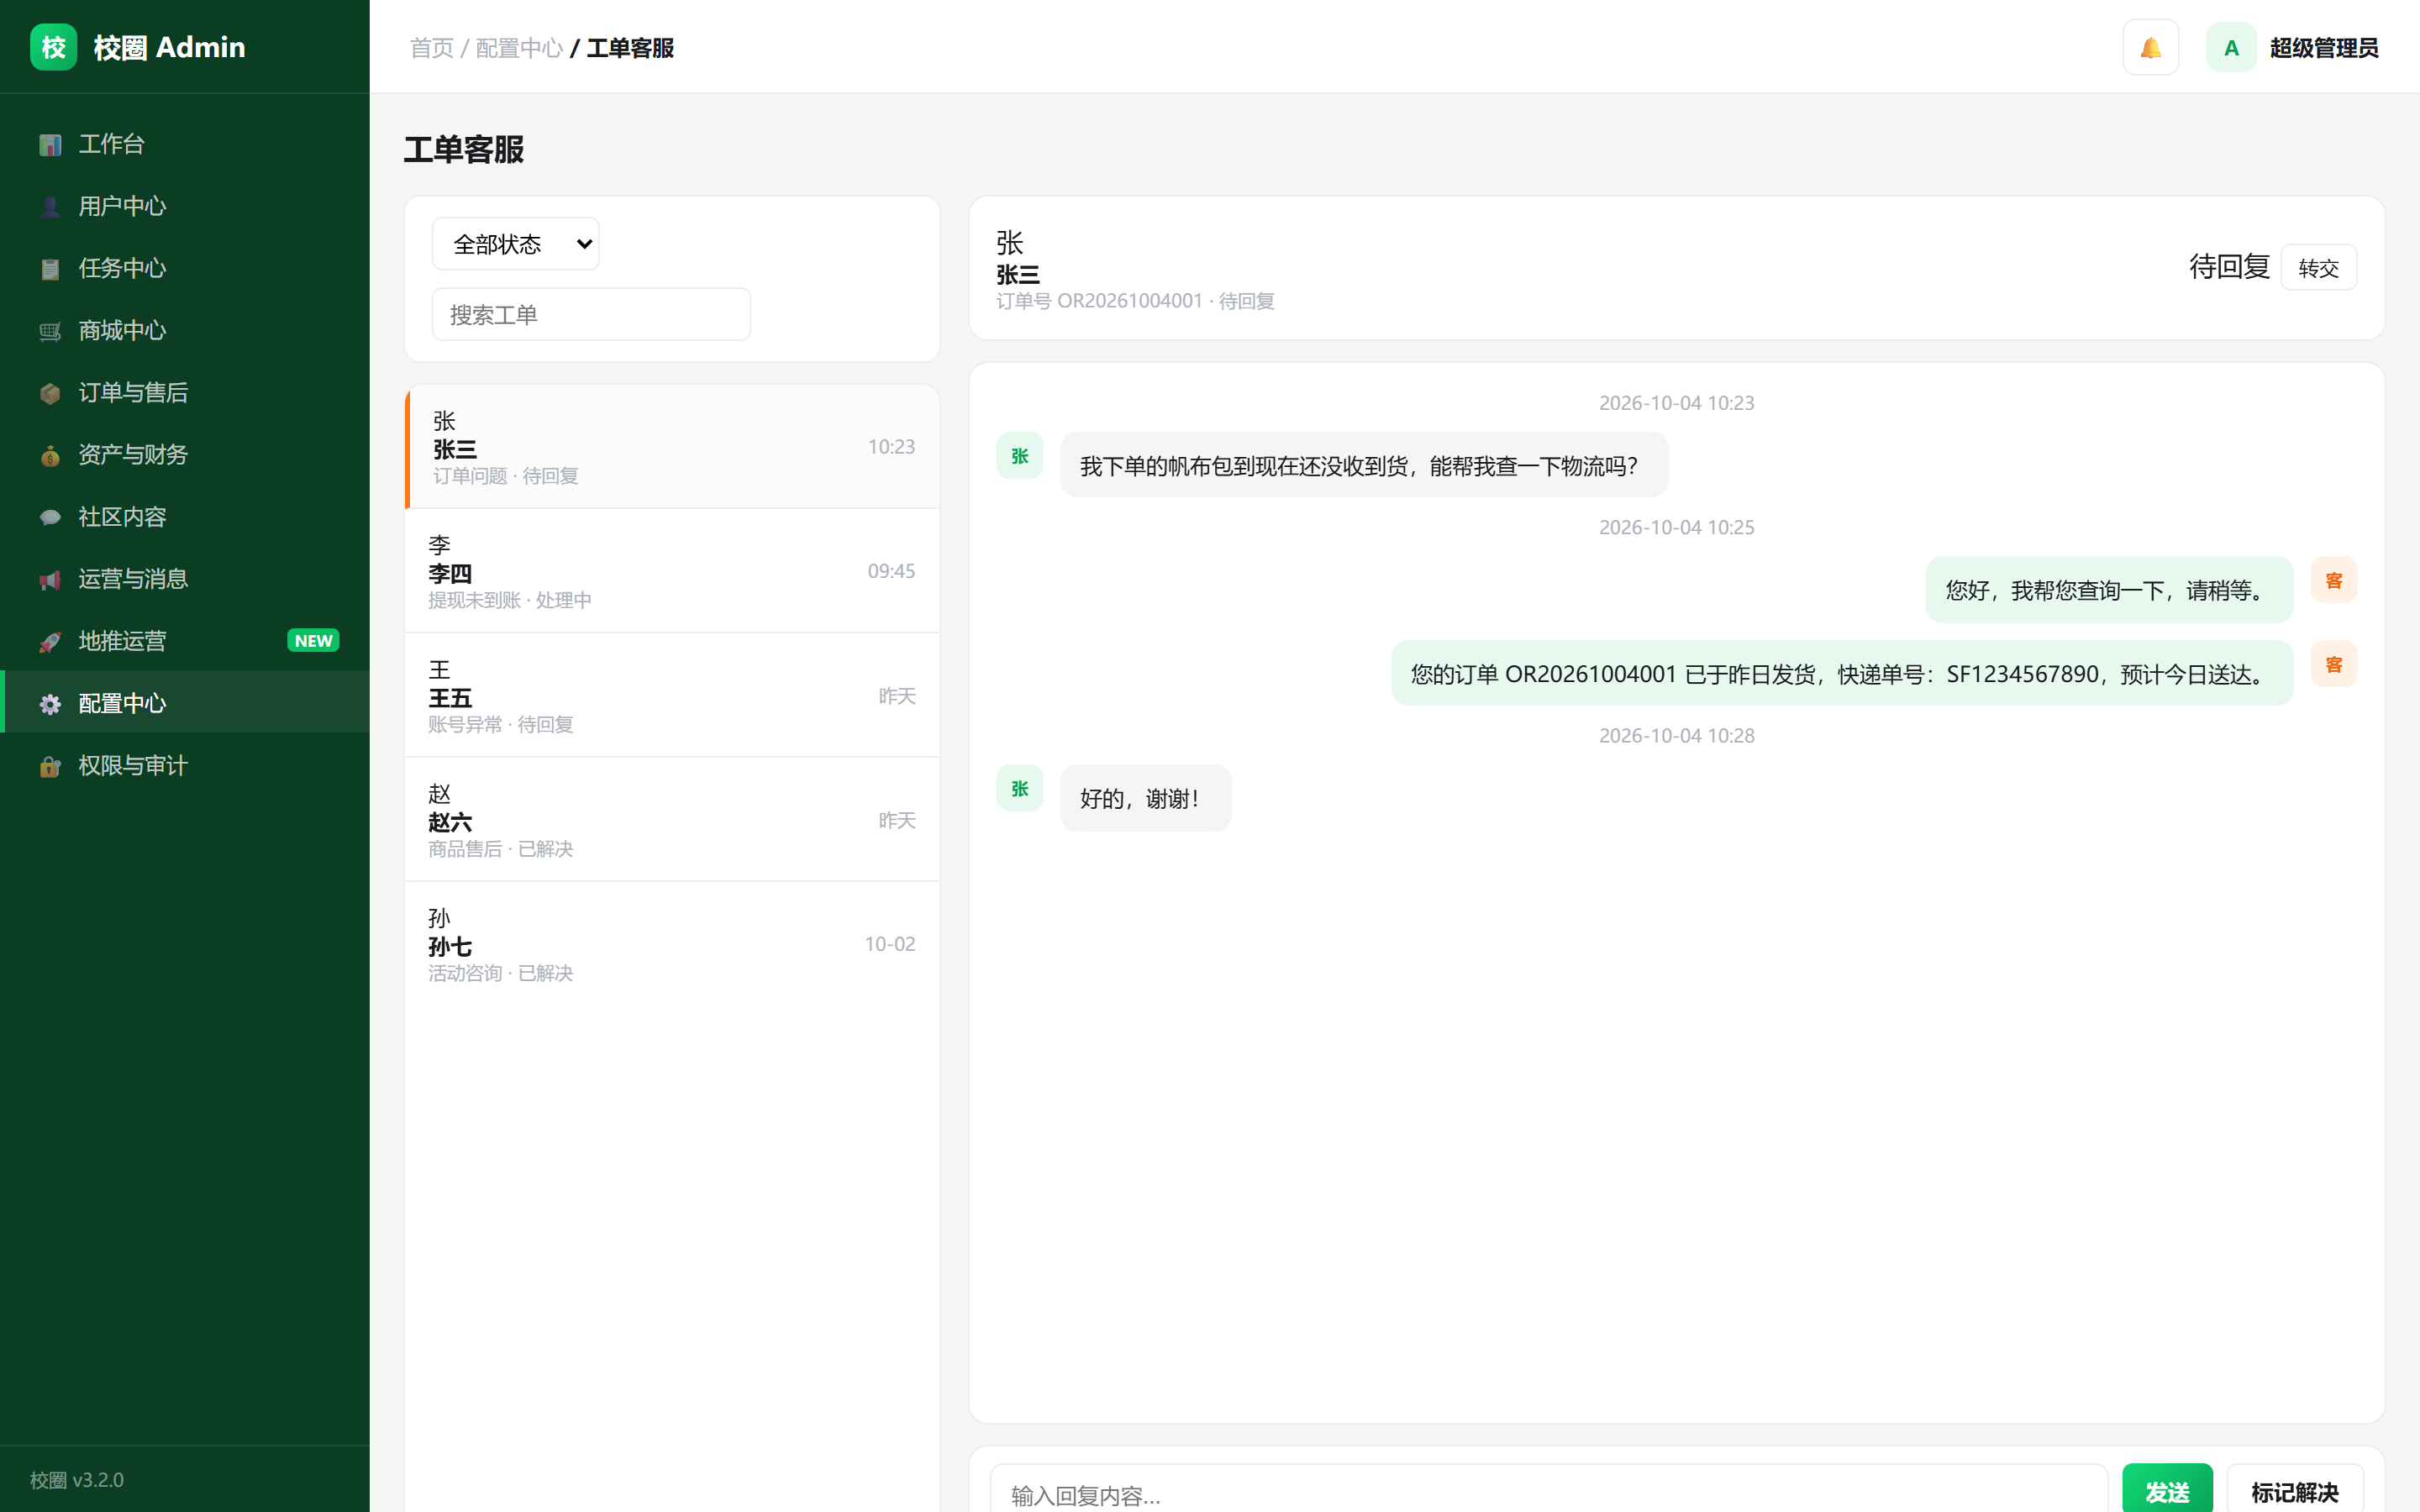 校 校圈 Admin
工作台
用户中心
任务中心
商城中心
订单与售后
资产与财务
社区内容
运营与消息
地推运营 NEW
配置中心
权限与审计
校圈 v3.2.0
首页 / 配置中心 / 工单客服
A 超级管理员
工单客服
全部状态
搜索工单
张
张三
订单问题 · 待回复
10:23
李
李四
提现未到账 · 处理中
09:45
王
王五
账号异常 · 待回复
昨天
赵
赵六
商品售后 · 已解决
昨天
孙
孙七
活动咨询 · 已解决
10-02
张
张三
订单号 OR20261004001 · 待回复
待回复 转交
2026-10-04 10:23
张 我下单的帆布包到现在还没收到货，能帮我查一下物流吗？
2026-10-04 10:25
您好，我帮您查询一下，请稍等。 客
您的订单 OR20261004001 已于昨日发货，快递单号：SF1234567890，预计今日送达。 客
2026-10-04 10:28
张 好的，谢谢！
输入回复内容... 发送 标记解决